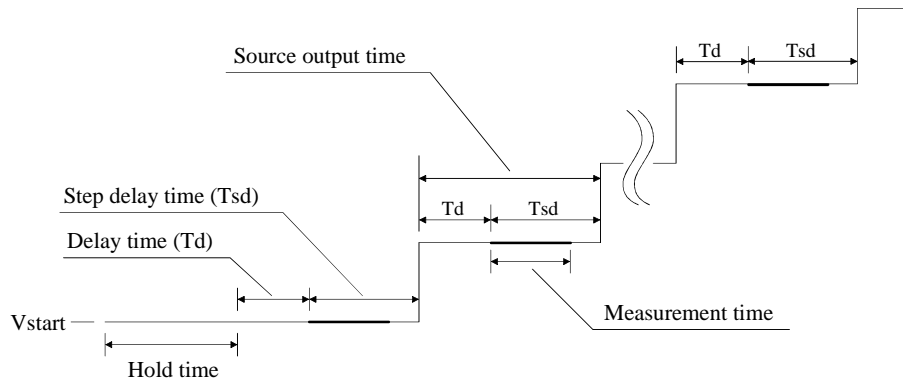 Td
Tsd
Source output time
Step delay time (Tsd)
Td
Tsd
Delay time (Td)
Vstart
Measurement time
Hold time